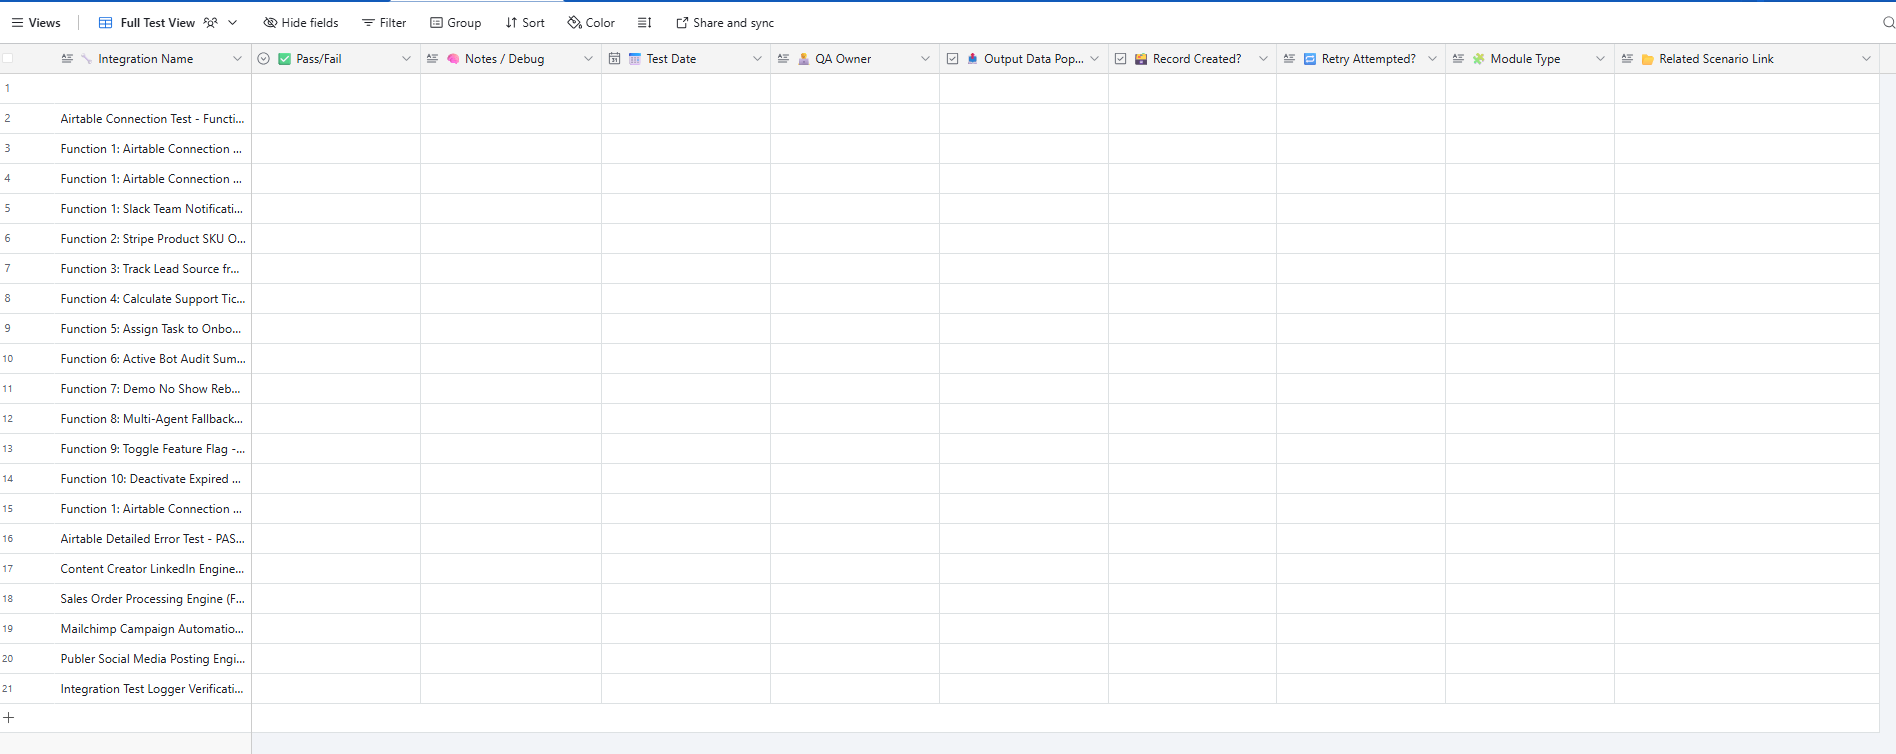 Views Full Test View Hide fields Filter Group Sort Color Share and sync
Integration Name Pass/Fail Notes / Debug Test Date QA Owner Output Data Pop... Record Created? Retry Attempted? Module Type Related Scenario Link
1
2 Airtable Connection Test - Functi...
3 Function 1: Airtable Connection ...
4 Function 1: Airtable Connection ...
5 Function 1: Slack Team Notificati...
6 Function 2: Stripe Product SKU O...
7 Function 3: Track Lead Source fr...
8 Function 4: Calculate Support Tic...
9 Function 5: Assign Task to Onbo...
10 Function 6: Active Bot Audit Sum...
11 Function 7: Demo No Show Reb...
12 Function 8: Multi-Agent Fallback...
13 Function 9: Toggle Feature Flag -...
14 Function 10: Deactivate Expired ...
15 Function 1: Airtable Connection ...
16 Airtable Detailed Error Test - PAS...
17 Content Creator LinkedIn Engine...
18 Sales Order Processing Engine (F...
19 Mailchimp Campaign Automatio...
20 Publer Social Media Posting Engi...
21 Integration Test Logger Verificati...